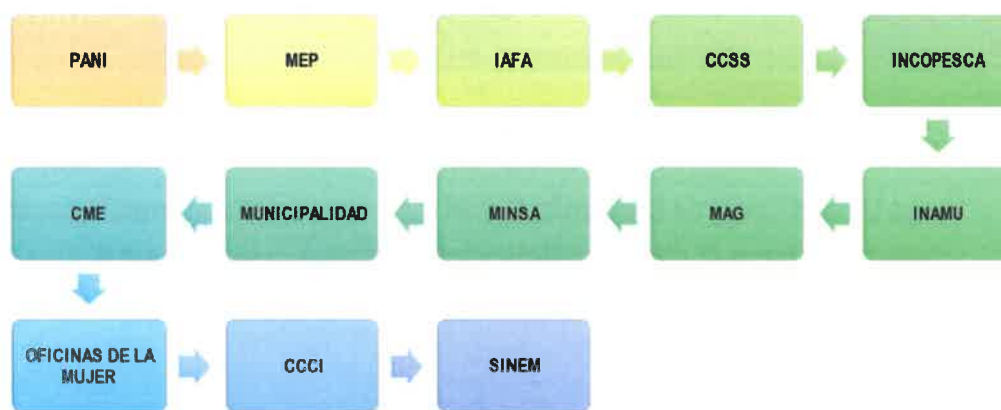 PANI
MEP
IAFA
CCSS
INCOPESCA
INAMU
MAG
MINSA
MUNICIPALIDAD
CME
OFICINAS DE LA
MUJER
CCCI
SINEM